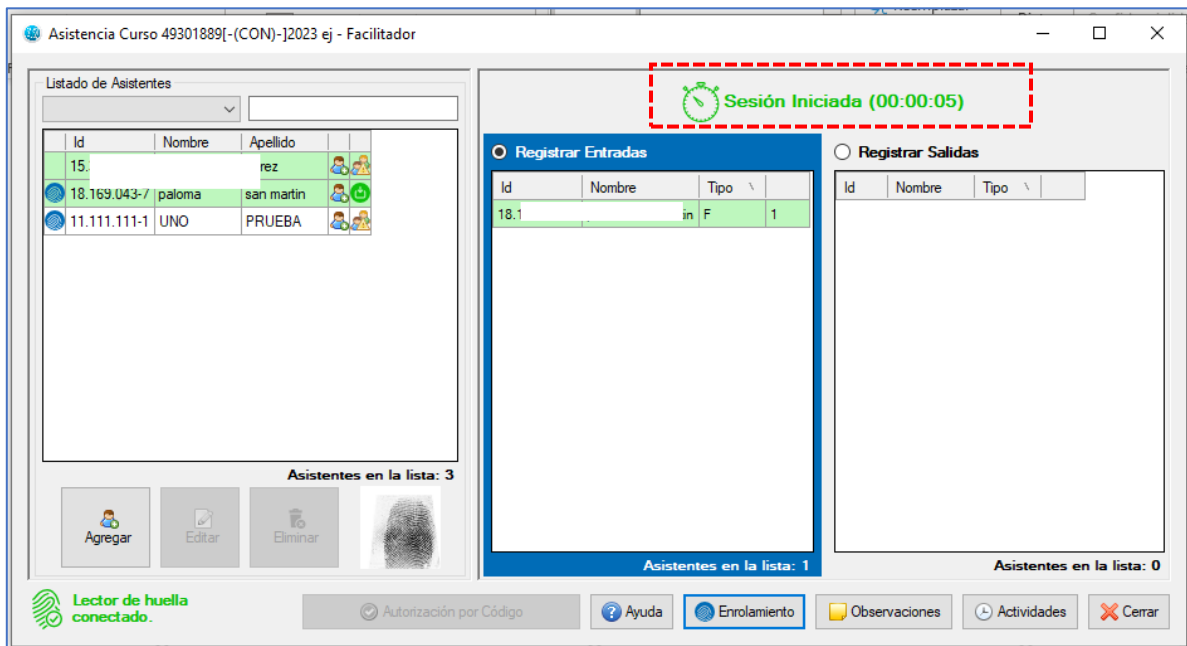 Asistencia Curso 49301889[-(CON)-]2023 ej - Facilitador
Listado de Asistentes
Id Nombre Apellido
15. rez
18.169.043-7 paloma san martin
11.111.111-1 UNO PRUEBA
Asistentes en la lista: 3
Agregar
Editar
Eliminar
Sesión Iniciada (00:00:05)
Registrar Entradas
Id Nombre Tipo
18.1 in F 1
Asistentes en la lista: 1
Registrar Salidas
Id Nombre Tipo
Asistentes en la lista: 0
Lector de huella
conectado.
Autorización por Código
Ayuda
Enrolamiento
Observaciones
Actividades
Cerrar